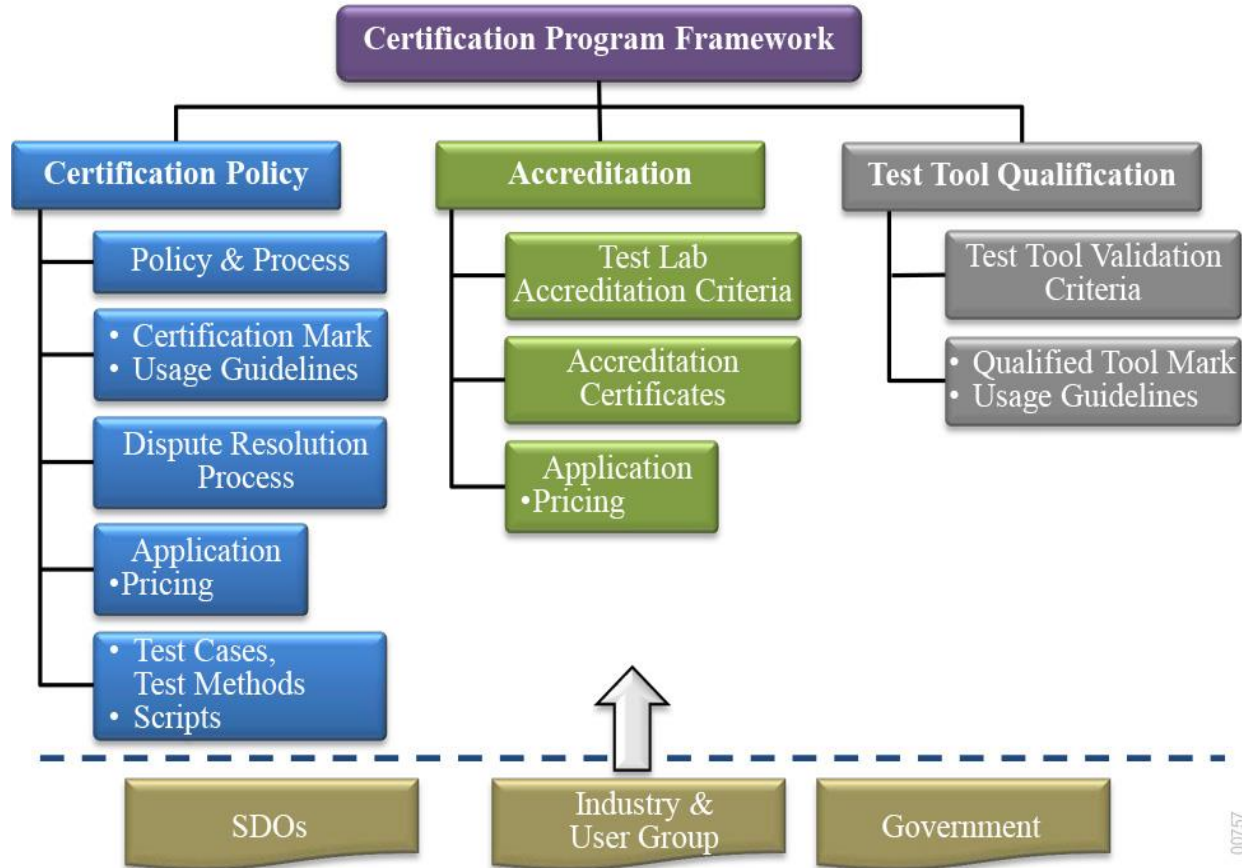 Certification Program Framework
Certification Policy
Policy & Process
• Certification Mark
• Usage Guidelines
Dispute Resolution
Process
Application
•Pricing
• Test Cases,
Test Methods
• Scripts
Accreditation
Test Lab
Accreditation Criteria
Accreditation
Certificates
Application
•Pricing
Test Tool Qualification
Test Tool Validation
Criteria
• Qualified Tool Mark
• Usage Guidelines
SDOs
Industry &
User Group
Government
00757